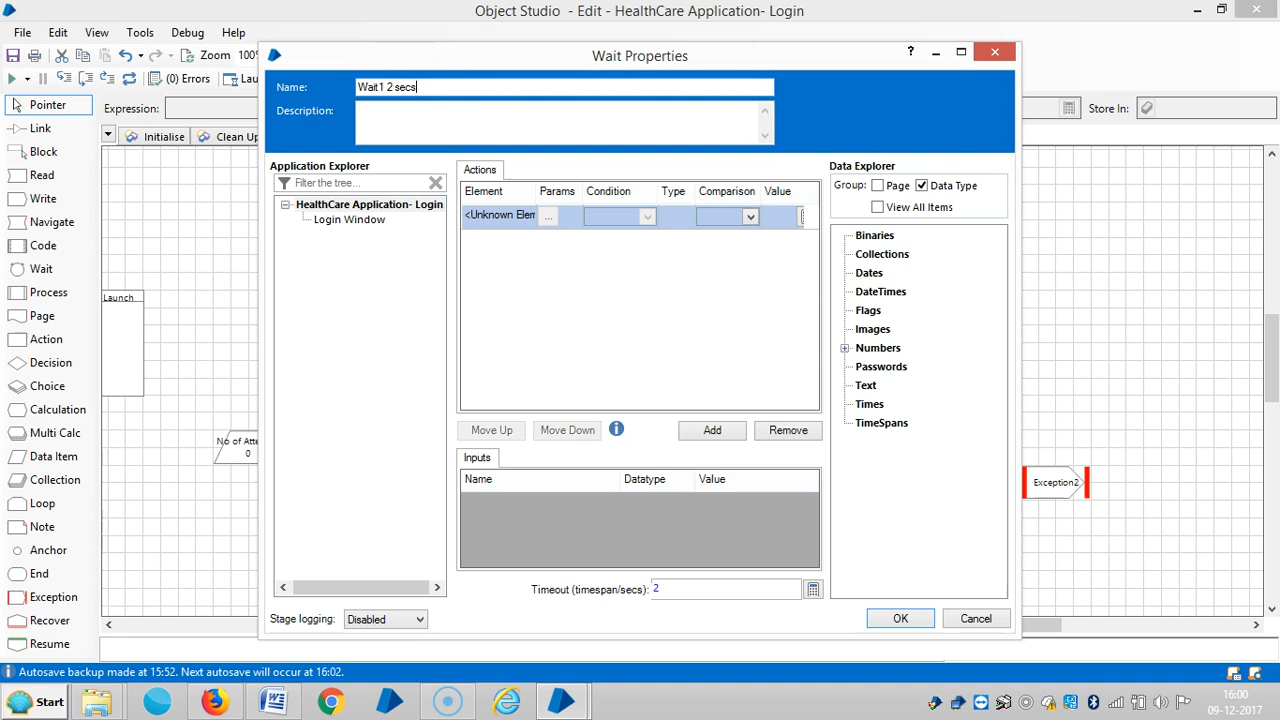 Object Studio - Edit - HealthCare Application- Login
File Edit View Tools Debug Help
Zoom 100%
(0) Errors
Expression:
Store In:
Initialise
Clean Up
Pointer
Link
Block
Read
Write
Navigate
Code
Wait
Process
Page
Action
Decision
Choice
Calculation
Multi Calc
Data Item
Collection
Loop
Note
Anchor
End
Exception
Recover
Resume
Launch
No of Atte
0
Exception2
Wait Properties
?
Name: Wait1 2 secs
Description:
Application Explorer
Filter the tree...
HealthCare Application- Login
Login Window
Actions
Element Params Condition Type Comparison Value
<Unknown Elem ...
Move Up Move Down Add Remove
Inputs
Name Datatype Value
Timeout (timespan/secs): 2
Data Explorer
Group: Page Data Type
View All Items
Binaries
Collections
Dates
DateTimes
Flags
Images
Numbers
Passwords
Text
Times
TimeSpans
Stage logging: Disabled
OK Cancel
Autosave backup made at 15:52. Next autosave will occur at 16:02.
Start
16:00
09-12-2017